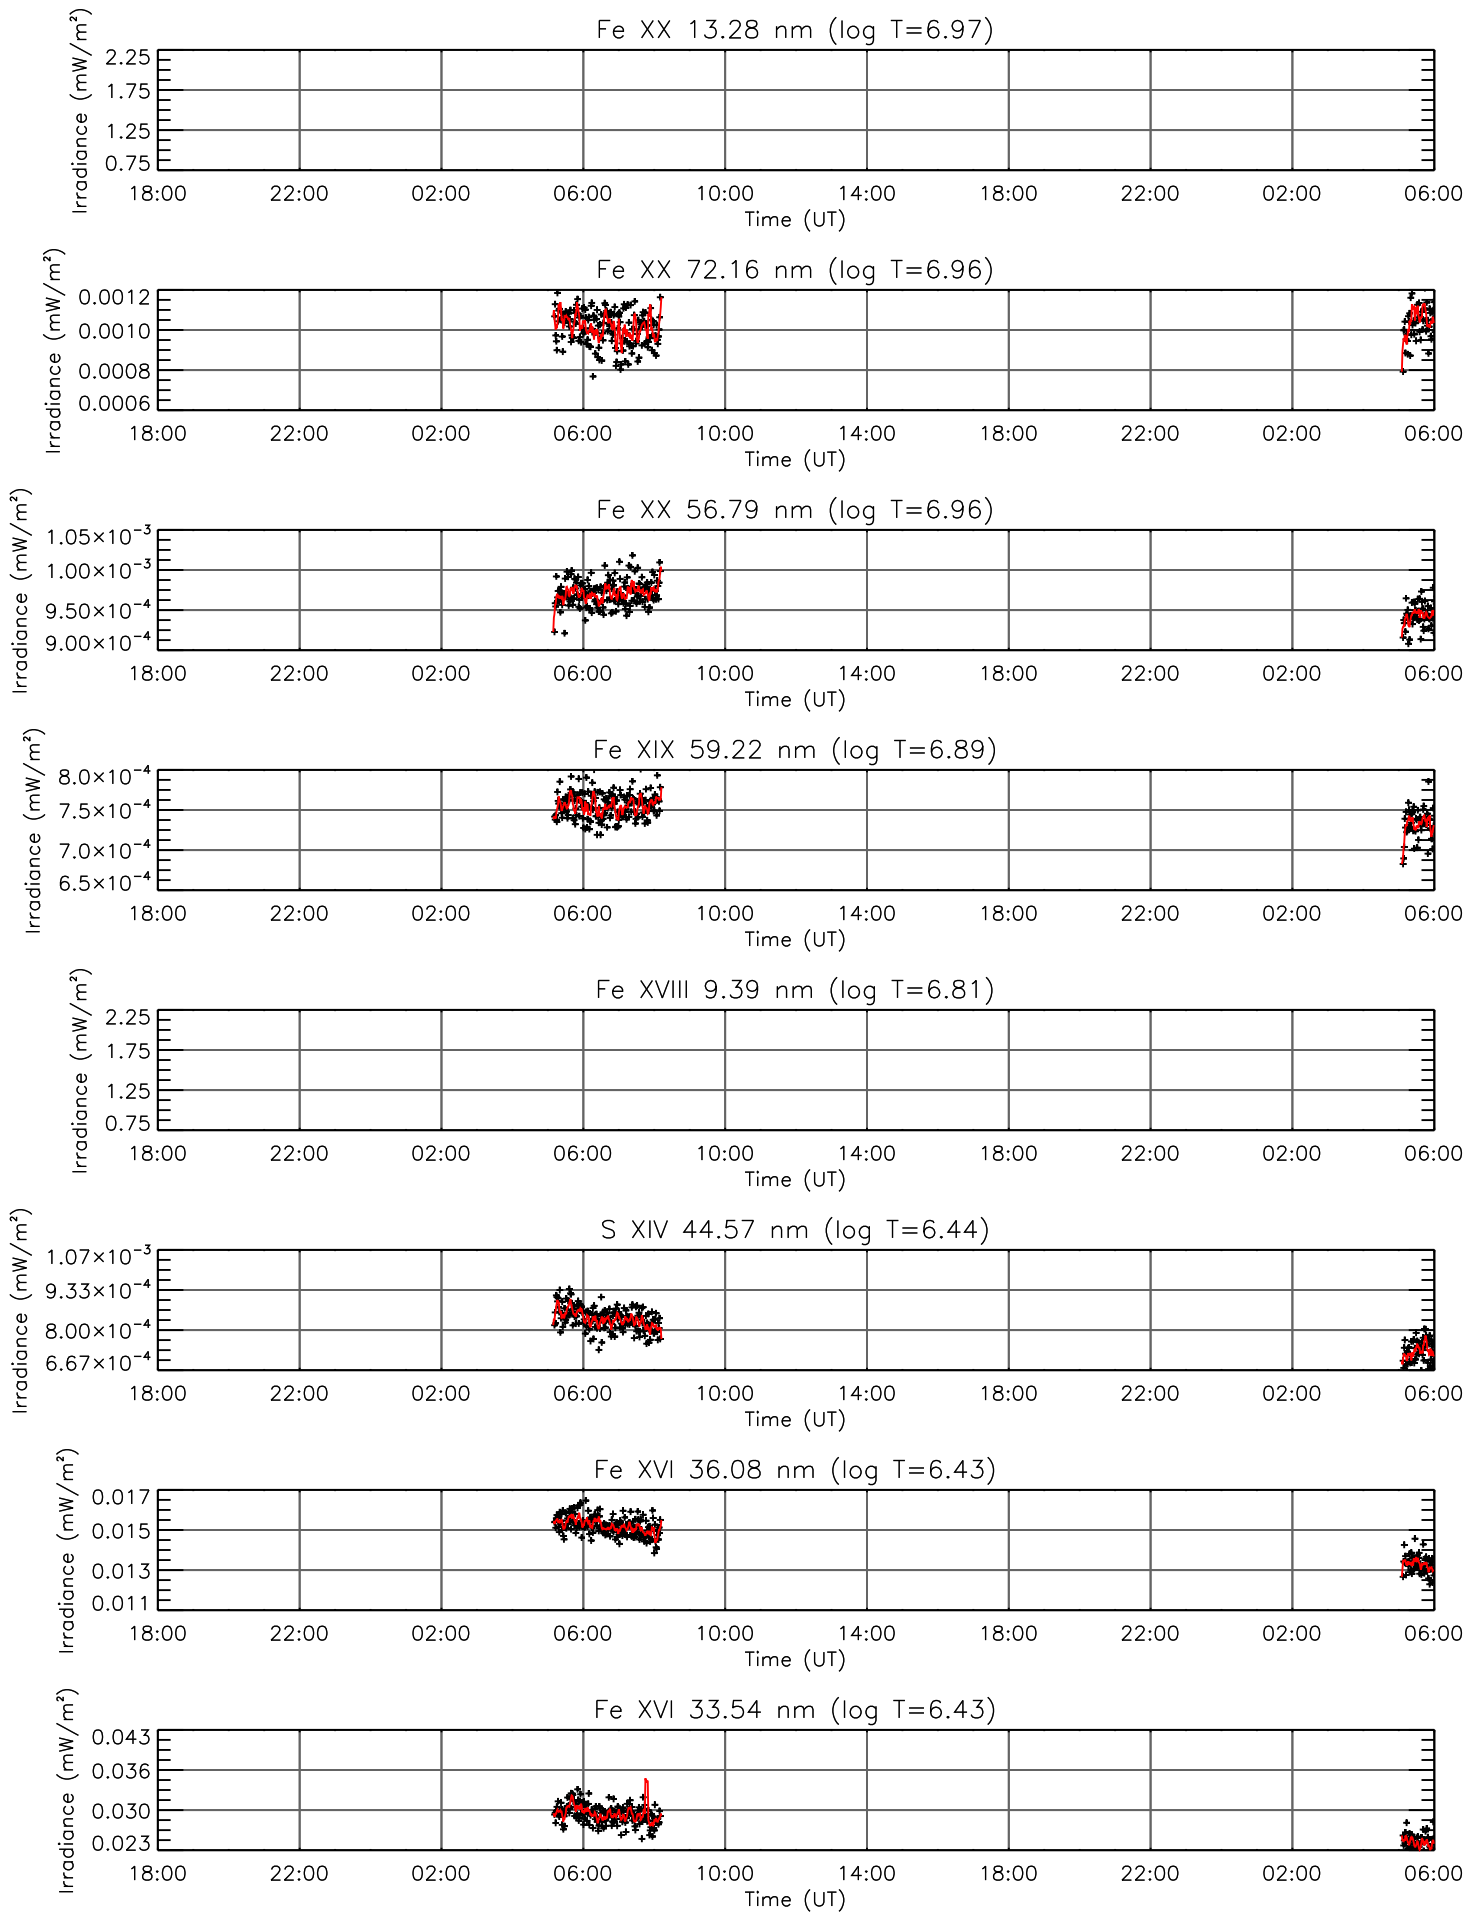 Fe XX 13.28 nm (log T=6.97)
Irradiance (mW/m²)
2.25
1.75
1.25
0.75
18:00 22:00 02:00 06:00 10:00 14:00 18:00 22:00 02:00 06:00
Time (UT)
Fe XX 72.16 nm (log T=6.96)
Irradiance (mW/m²)
0.0012
0.0010
0.0008
0.0006
18:00 22:00 02:00 06:00 10:00 14:00 18:00 22:00 02:00 06:00
Time (UT)
Fe XX 56.79 nm (log T=6.96)
Irradiance (mW/m²)
1.05×10⁻³
1.00×10⁻³
9.50×10⁻⁴
9.00×10⁻⁴
18:00 22:00 02:00 06:00 10:00 14:00 18:00 22:00 02:00 06:00
Time (UT)
Fe XIX 59.22 nm (log T=6.89)
Irradiance (mW/m²)
8.0×10⁻⁴
7.5×10⁻⁴
7.0×10⁻⁴
6.5×10⁻⁴
18:00 22:00 02:00 06:00 10:00 14:00 18:00 22:00 02:00 06:00
Time (UT)
Fe XVIII 9.39 nm (log T=6.81)
Irradiance (mW/m²)
2.25
1.75
1.25
0.75
18:00 22:00 02:00 06:00 10:00 14:00 18:00 22:00 02:00 06:00
Time (UT)
S XIV 44.57 nm (log T=6.44)
Irradiance (mW/m²)
1.07×10⁻³
9.33×10⁻⁴
8.00×10⁻⁴
6.67×10⁻⁴
18:00 22:00 02:00 06:00 10:00 14:00 18:00 22:00 02:00 06:00
Time (UT)
Fe XVI 36.08 nm (log T=6.43)
Irradiance (mW/m²)
0.017
0.015
0.013
0.011
18:00 22:00 02:00 06:00 10:00 14:00 18:00 22:00 02:00 06:00
Time (UT)
Fe XVI 33.54 nm (log T=6.43)
Irradiance (mW/m²)
0.043
0.036
0.030
0.023
18:00 22:00 02:00 06:00 10:00 14:00 18:00 22:00 02:00 06:00
Time (UT)